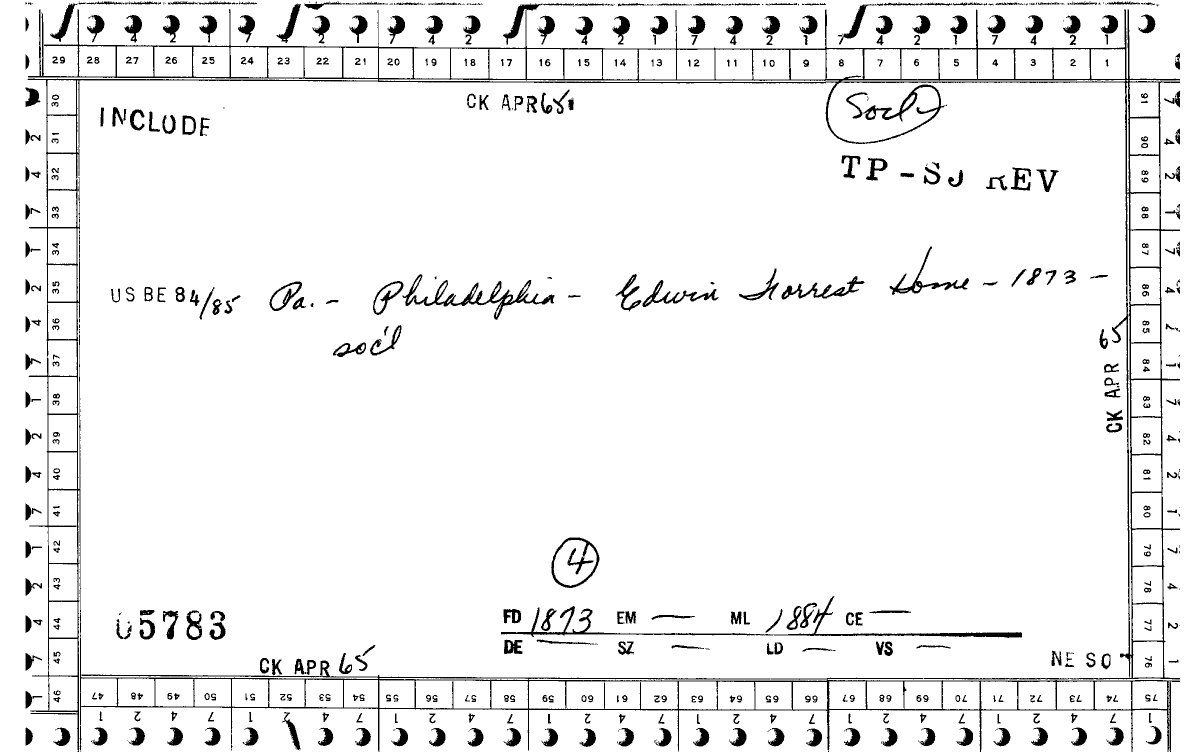 7 4 2 1 7 4 2 1 7 4 2 1 7 4 2 1 7 4 2 1 7 4 2 1 7 4 2 1
29 28 27 26 25 24 23 22 21 20 19 18 17 16 15 14 13 12 11 10 9 8 7 6 5 4 3 2 1
CK APR 65
Soc'l
INCLUDE
TP-SJ REV
US BE 84/85 Pa. - Philadelphia - Edwin Forrest Home - 1873 -
soc'l
CK APR 65
4
05783
FD 1873 EM — ML 1884 CE —
DE — SZ — LD — VS —
CK APR 65
NE SO
30 31 32 33 34 35 36 37 38 39 40 41 42 43 44 45 46
91 90 89 88 87 86 85 84 83 82 81 80 79 78 77 76 75
47 48 49 50 51 52 53 54 55 56 57 58 59 60 61 62 63 64 65 66 67 68 69 70 71 72 73 74
1 2 4 7 1 2 4 7 1 2 4 7 1 2 4 7 1 2 4 7 1 2 4 7 1 2 4 7 1